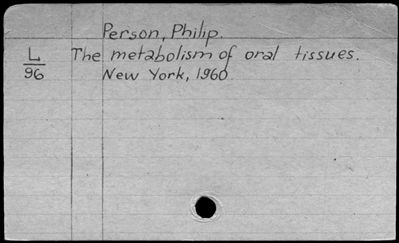 Person, Philip.
L The metabolism of oral tissues.
96 New York, 1960